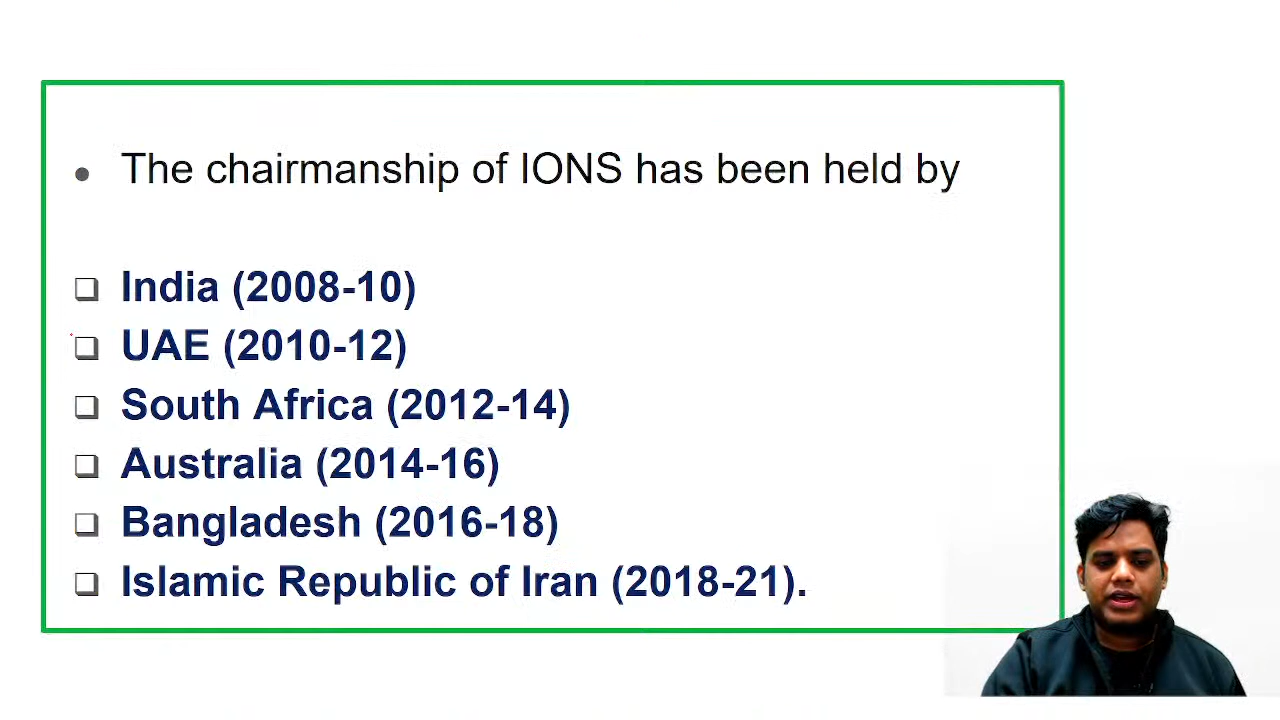 The chairmanship of IONS has been held by
India (2008-10)
UAE (2010-12)
South Africa (2012-14)
Australia (2014-16)
Bangladesh (2016-18)
Islamic Republic of Iran (2018-21).